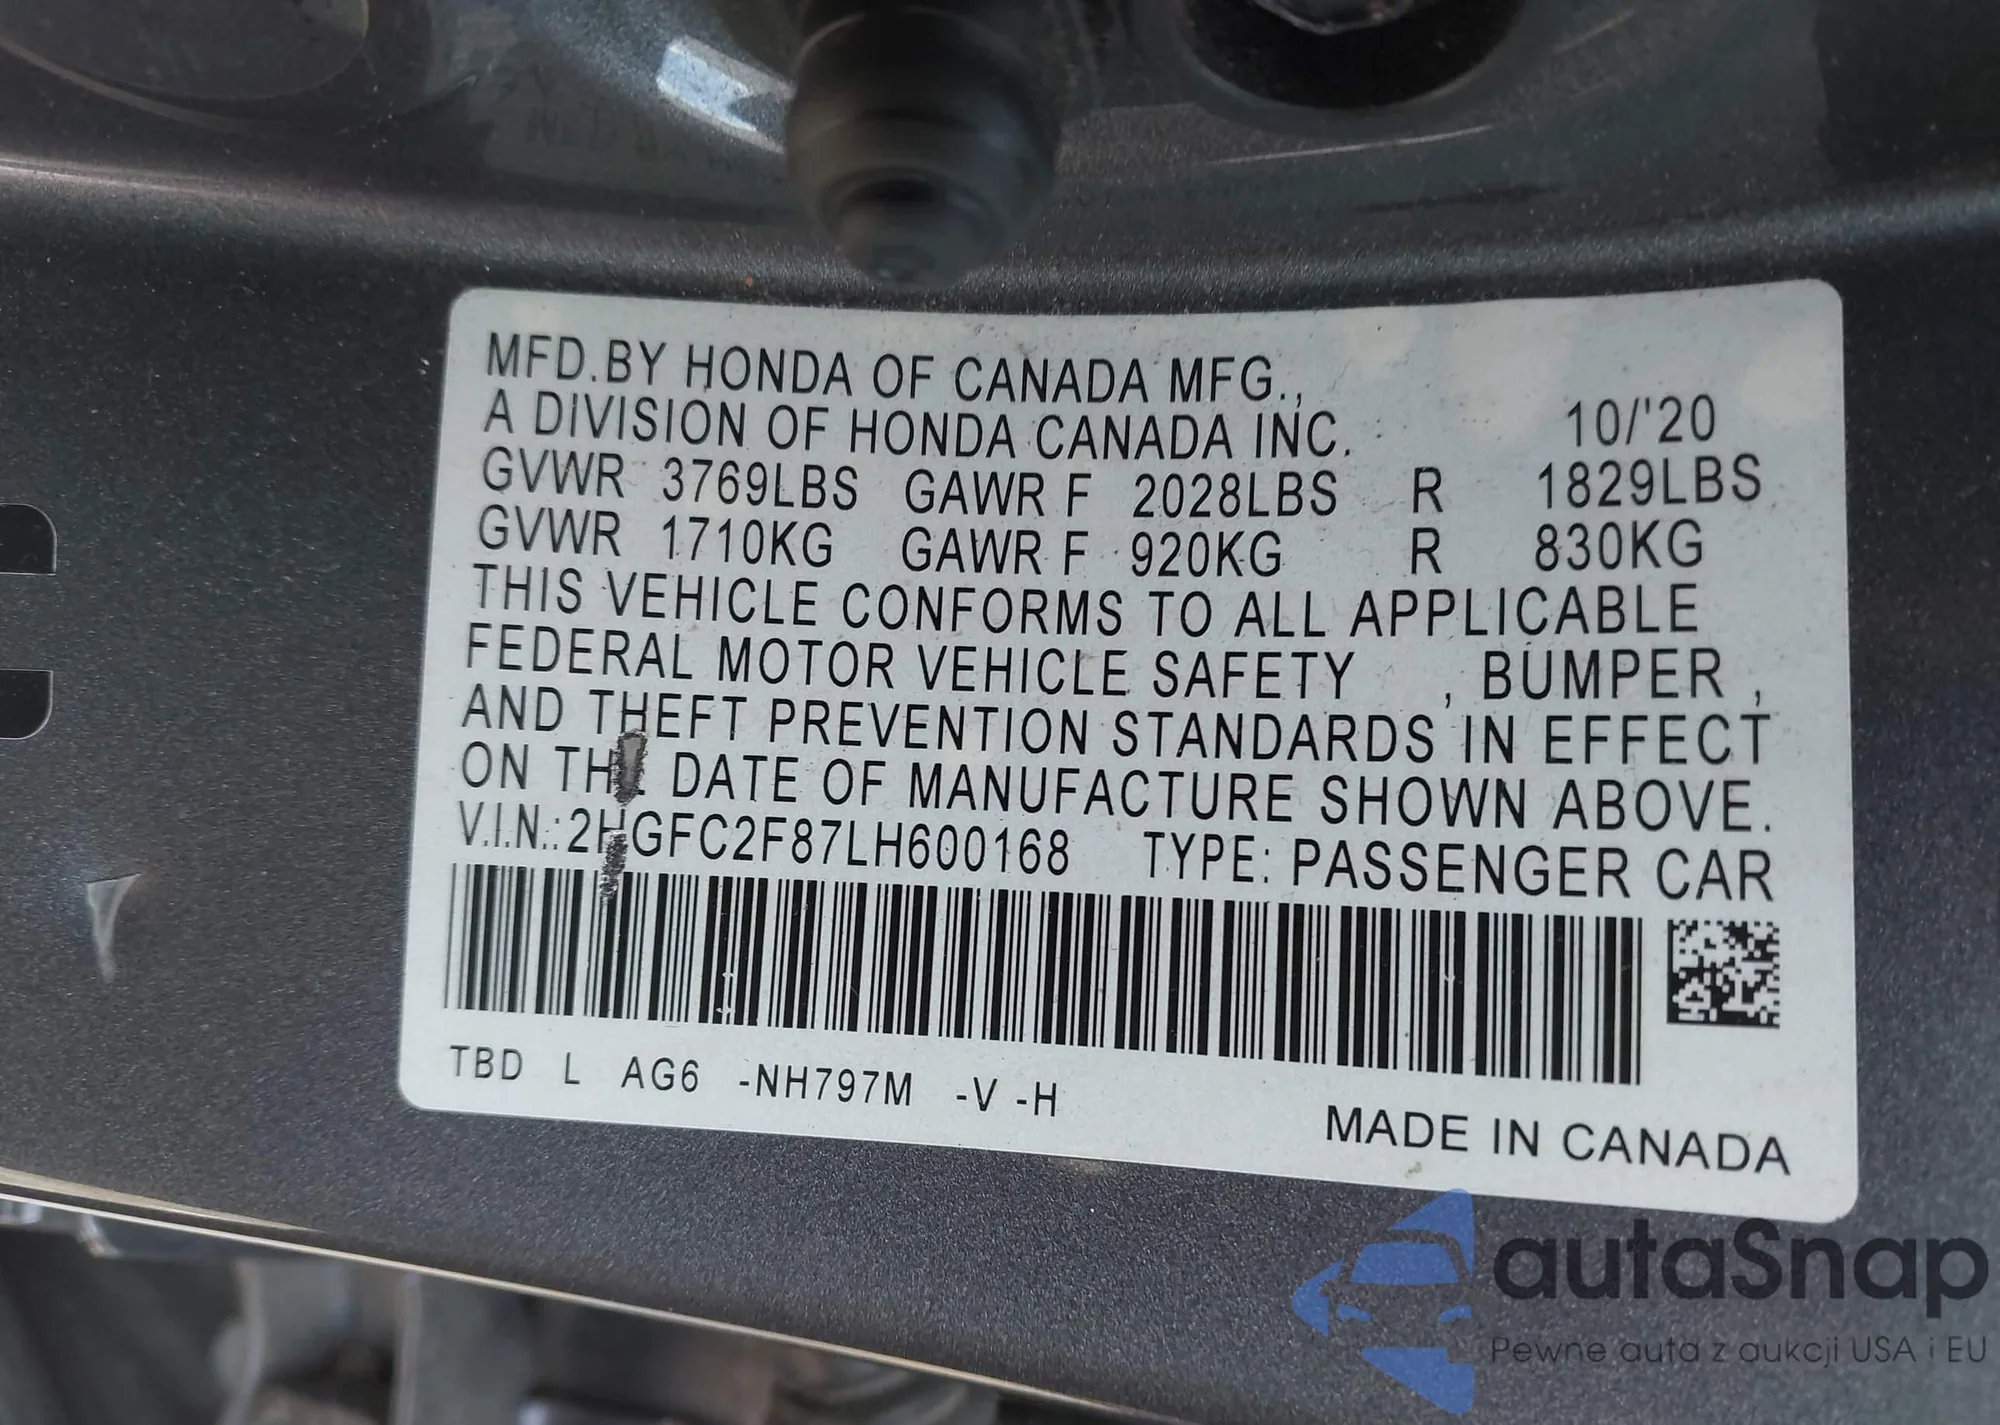 MFD.BY HONDA OF CANADA MFG.,
A DIVISION OF HONDA CANADA INC. 10/'20
GVWR 3769LBS GAWR F 2028LBS R 1829LBS
GVWR 1710KG GAWR F 920KG R 830KG
THIS VEHICLE CONFORMS TO ALL APPLICABLE
FEDERAL MOTOR VEHICLE SAFETY , BUMPER ,
AND THEFT PREVENTION STANDARDS IN EFFECT
ON THE DATE OF MANUFACTURE SHOWN ABOVE.
V.I.N.:2HGFC2F87LH600168 TYPE: PASSENGER CAR
TBD L AG6 -NH797M -V -H
MADE IN CANADA
autaSnap
Pewne auta z aukcji USA i EU